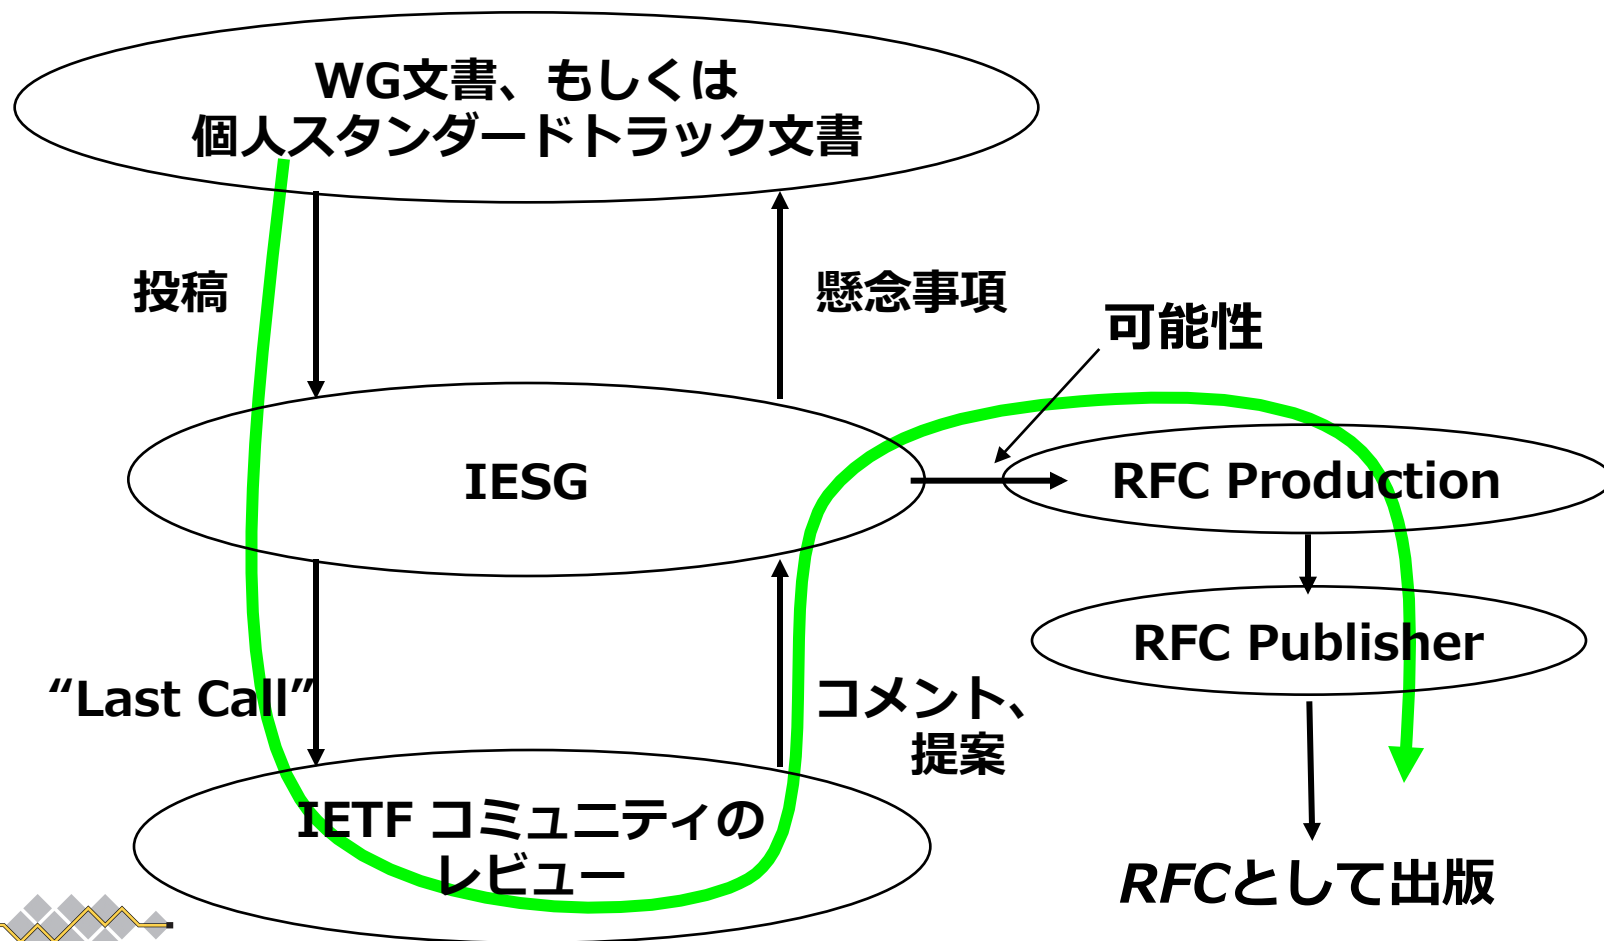 WG文書、もしくは
個人スタンダードトラック文書
投稿
懸念事項
可能性
IESG
RFC Production
RFC Publisher
“Last Call”
コメント、
提案
IETF コミュニティの
レビュー
RFCとして出版